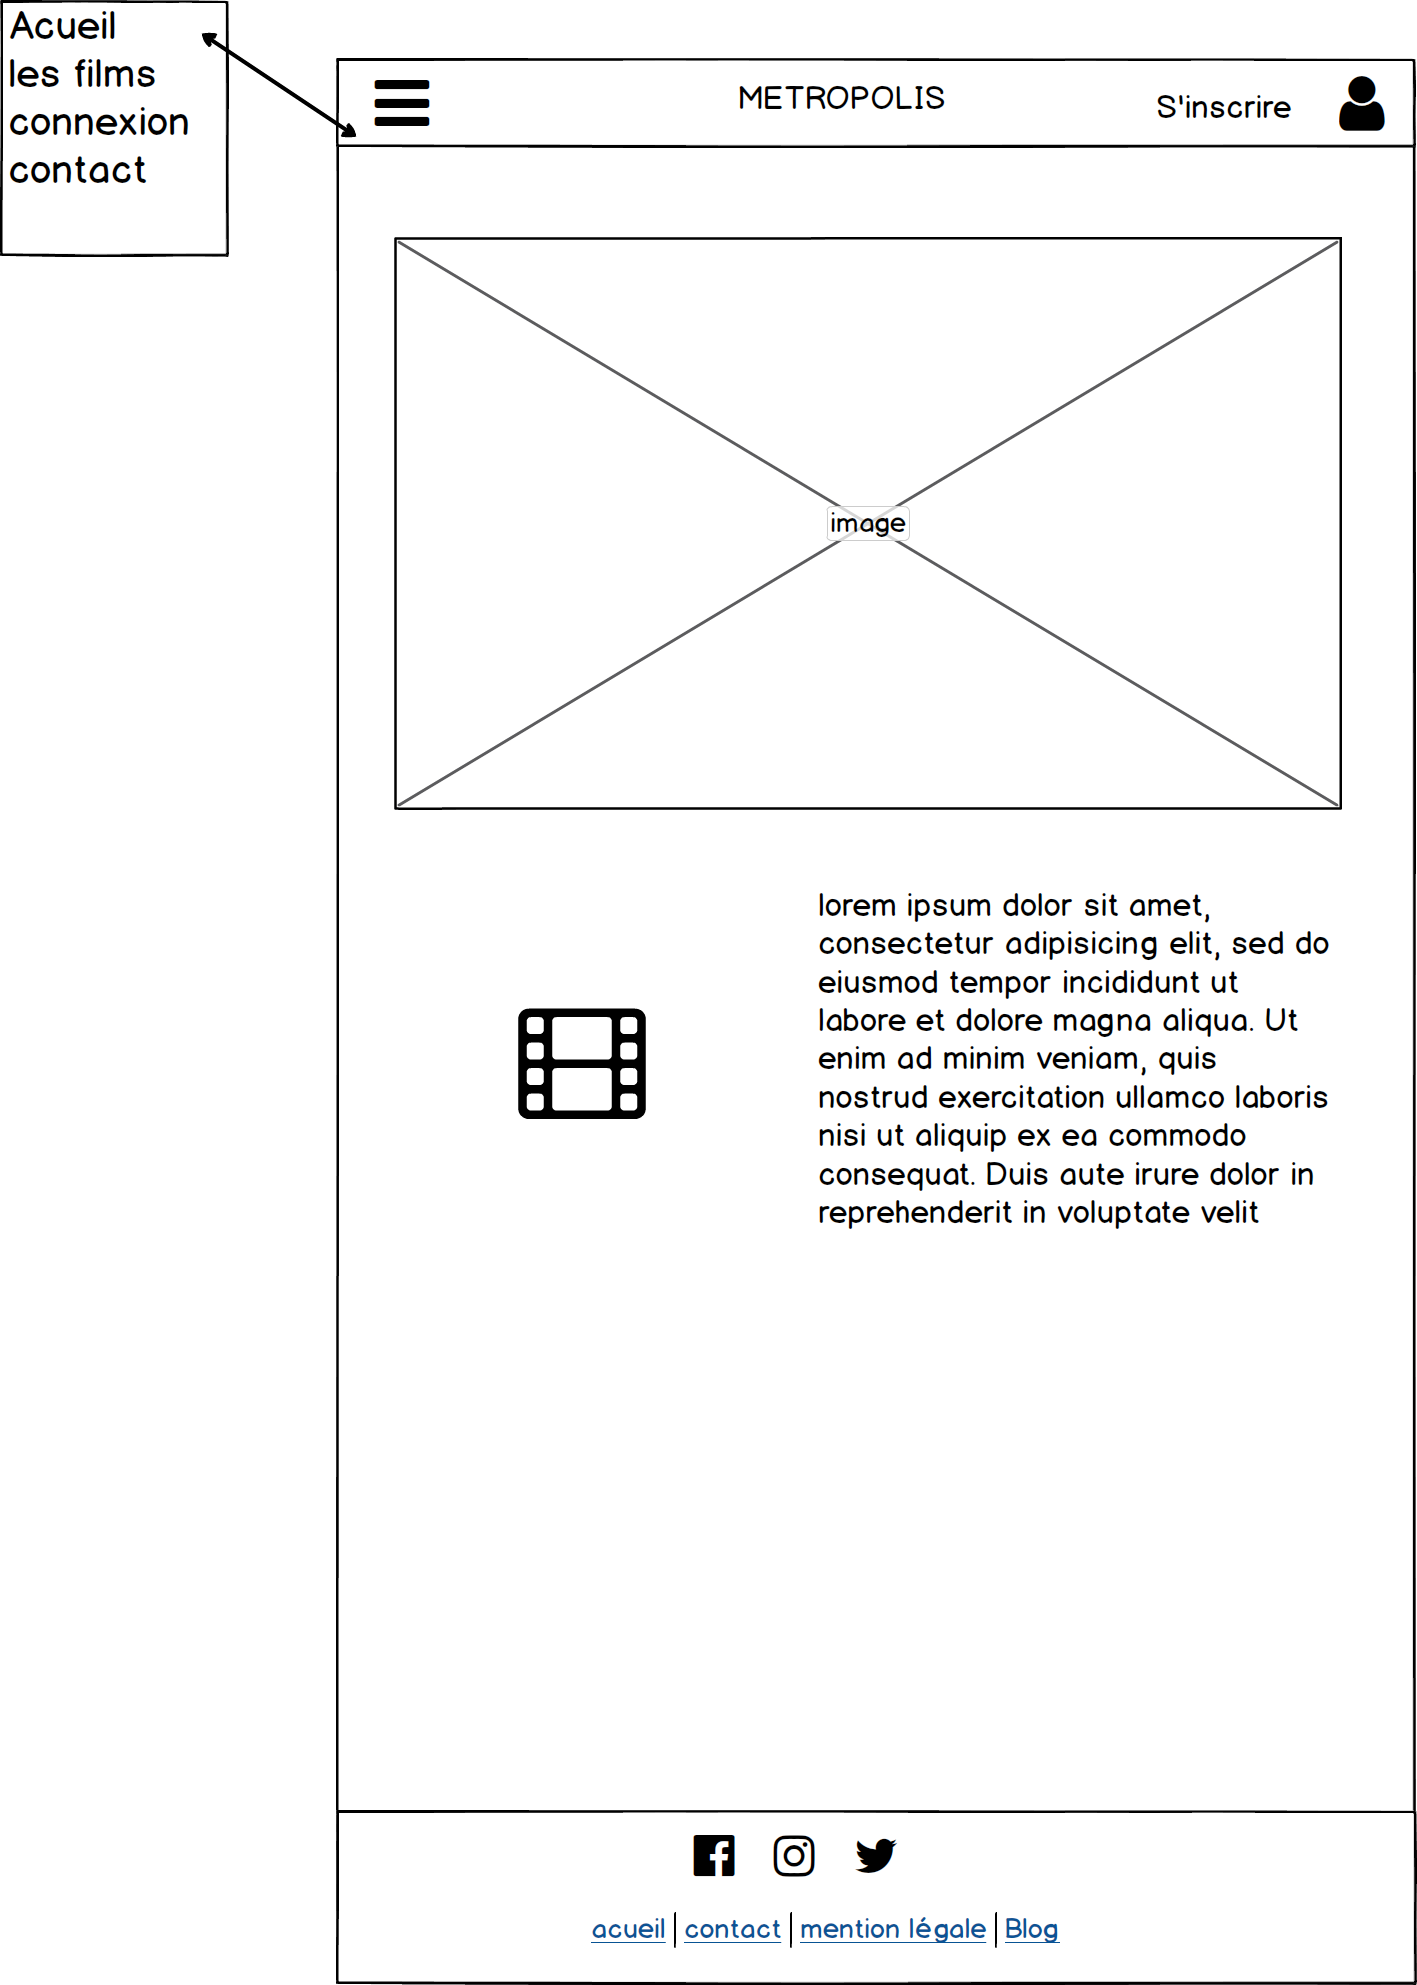 Acueil
les films
connexion
contact
METROPOLIS
S'inscrire
image
lorem ipsum dolor sit amet,
consectetur adipisicing elit, sed do
eiusmod tempor incididunt ut
labore et dolore magna aliqua. Ut
enim ad minim veniam, quis
nostrud exercitation ullamco laboris
nisi ut aliquip ex ea commodo
consequat. Duis aute irure dolor in
reprehenderit in voluptate velit
acueil | contact | mention légale | Blog